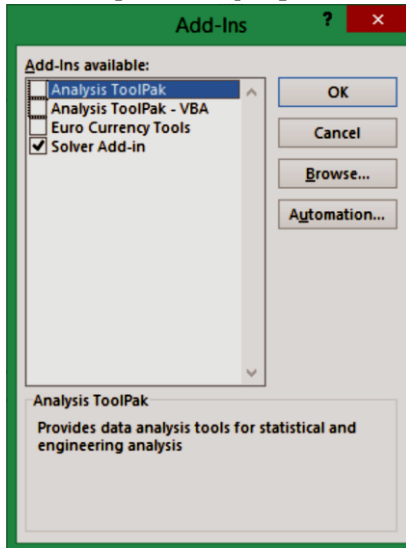 Add-Ins ?
Add-Ins available:
Analysis ToolPak
Analysis ToolPak - VBA
Euro Currency Tools
Solver Add-in
OK
Cancel
Browse...
Automation...
Analysis ToolPak
Provides data analysis tools for statistical and
engineering analysis